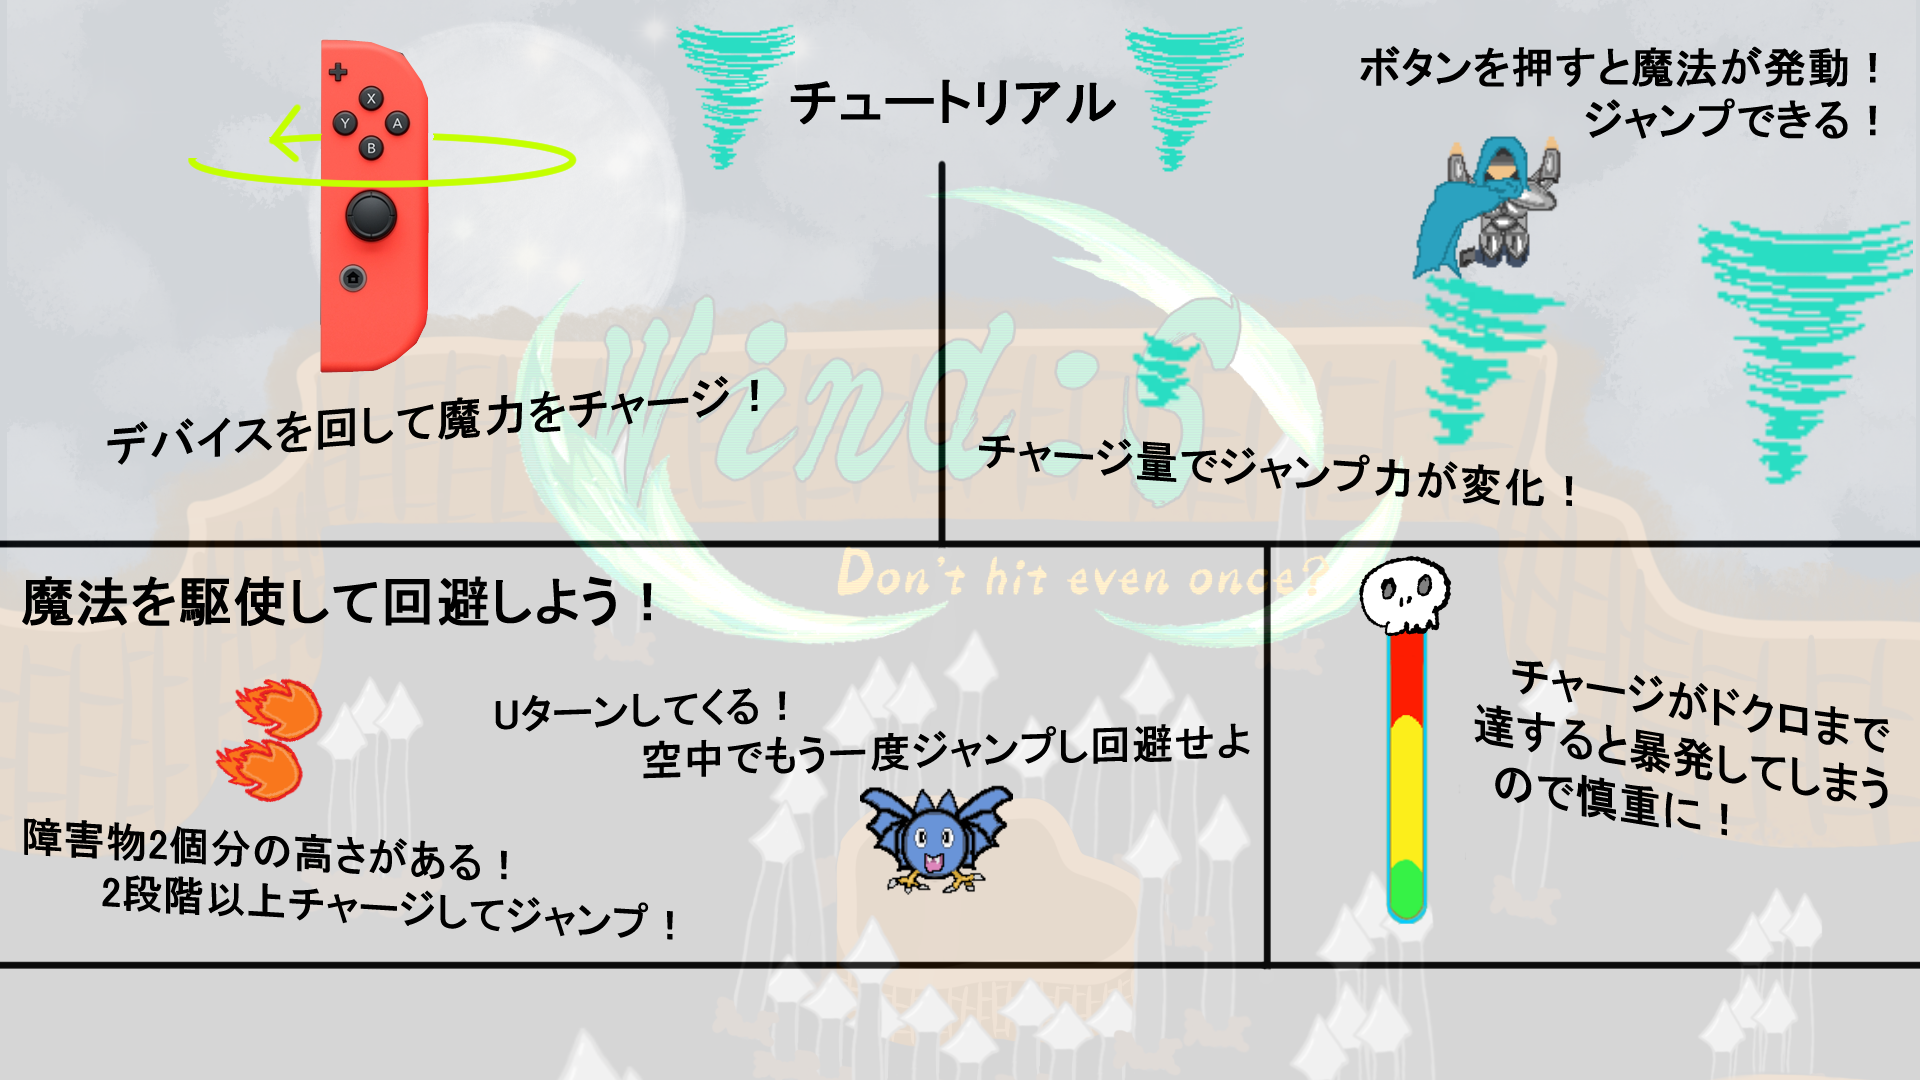 チュートリアル
X
Y
A
B
デバイスを回して魔力をチャージ！
ボタンを押すと魔法が発動！
ジャンプできる！
チャージ量でジャンプ力が変化！
Wind:S
Don't hit even once?
魔法を駆使して回避しよう！
Uターンしてくる！
空中でもう一度ジャンプし回避せよ
障害物2個分の高さがある！
2段階以上チャージしてジャンプ！
チャージがドクロまで
達すると暴発してしまう
ので慎重に！